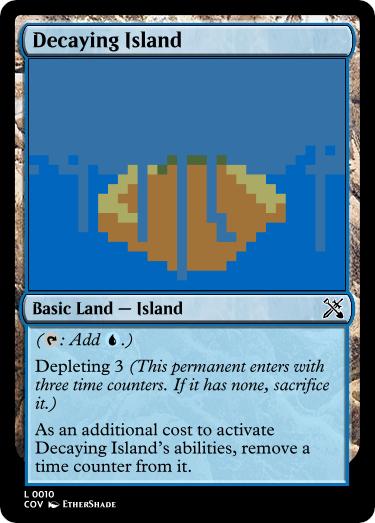 Decaying Island
Basic Land — Island
(: Add .)
Depleting 3 (This permanent enters with
three time counters. If it has none, sacrifice
it.)
As an additional cost to activate
Decaying Island's abilities, remove a
time counter from it.
L 0010
COV EtherShade